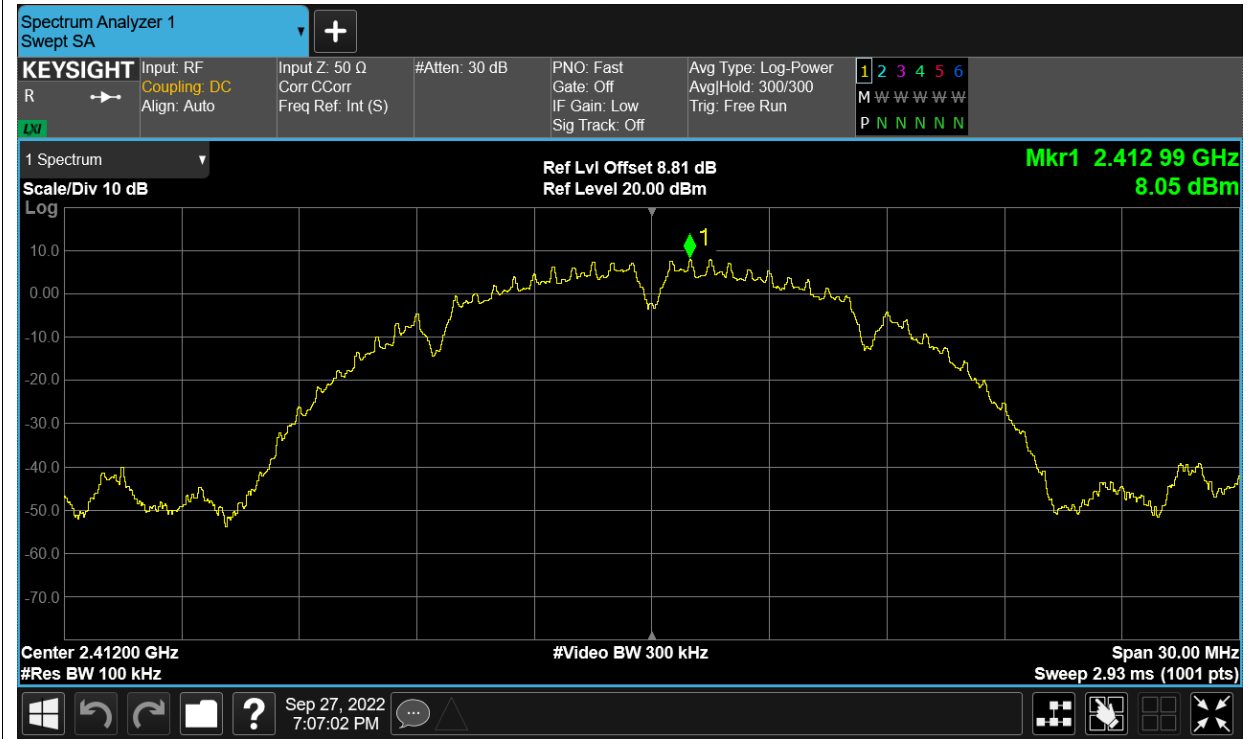 Spectrum Analyzer 1
Swept SA
KEYSIGHT
R
LXI
Input: RF
Coupling: DC
Align: Auto
Input Z: 50 Ω
Corr CCorr
Freq Ref: Int (S)
#Atten: 30 dB
PNO: Fast
Gate: Off
IF Gain: Low
Sig Track: Off
Avg Type: Log-Power
Avg|Hold: 300/300
Trig: Free Run
1 2 3 4 5 6
M W W W W W
P N N N N N
1 Spectrum
Scale/Div 10 dB
Log
Ref Lvl Offset 8.81 dB
Ref Level 20.00 dBm
Mkr1 2.412 99 GHz
8.05 dBm
1
10.0
0.00
-10.0
-20.0
-30.0
-40.0
-50.0
-60.0
-70.0
Center 2.41200 GHz
#Res BW 100 kHz
#Video BW 300 kHz
Span 30.00 MHz
Sweep 2.93 ms (1001 pts)
?
Sep 27, 2022
7:07:02 PM